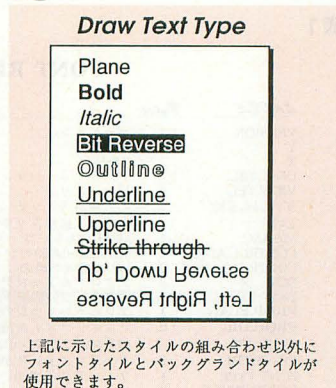 Draw Text Type
Plane
Bold
Italic
Bit Reverse
Outline
Underline
Upperline
Strike through
Up, Down Reverse
Left, Right Reverse
上記に示したスタイルの組み合わせ以外に
フォントタイルとバックグランドタイルが
使用できます。